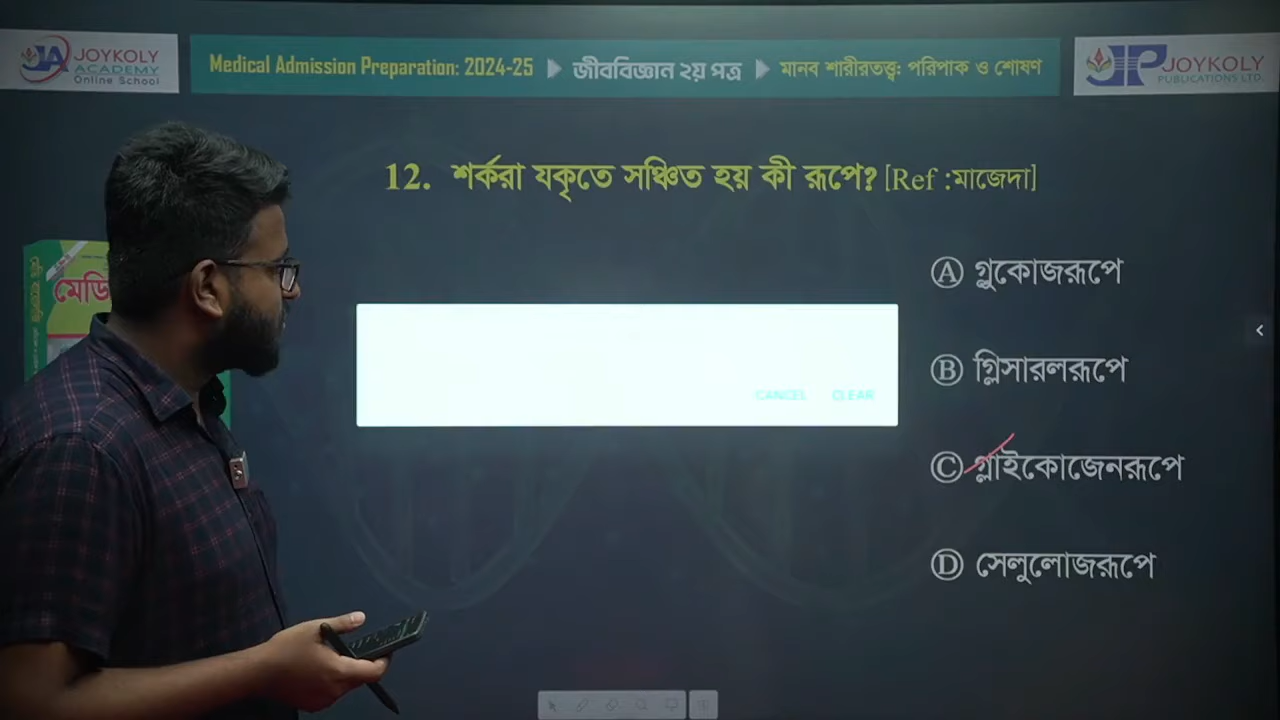 JOYKOLY
ACADEMY
Online School
Medical Admission Preparation: 2024-25 ▶ জীববিজ্ঞান ২য় পত্র ▶ মানব শারীরতত্ত্ব: পরিপাক ও শোষণ
JP JOYKOLY
PUBLICATIONS LTD.
12. শর্করা যকৃতে সঞ্চিত হয় কী রূপে? [Ref :মাজেদা]
মেডি
Ⓐ গ্লুকোজরূপে
Ⓑ গ্লিসারলরূপে
CANCEL CLEAR
Ⓒ গ্লাইকোজেনরূপে
Ⓓ সেলুলোজরূপে